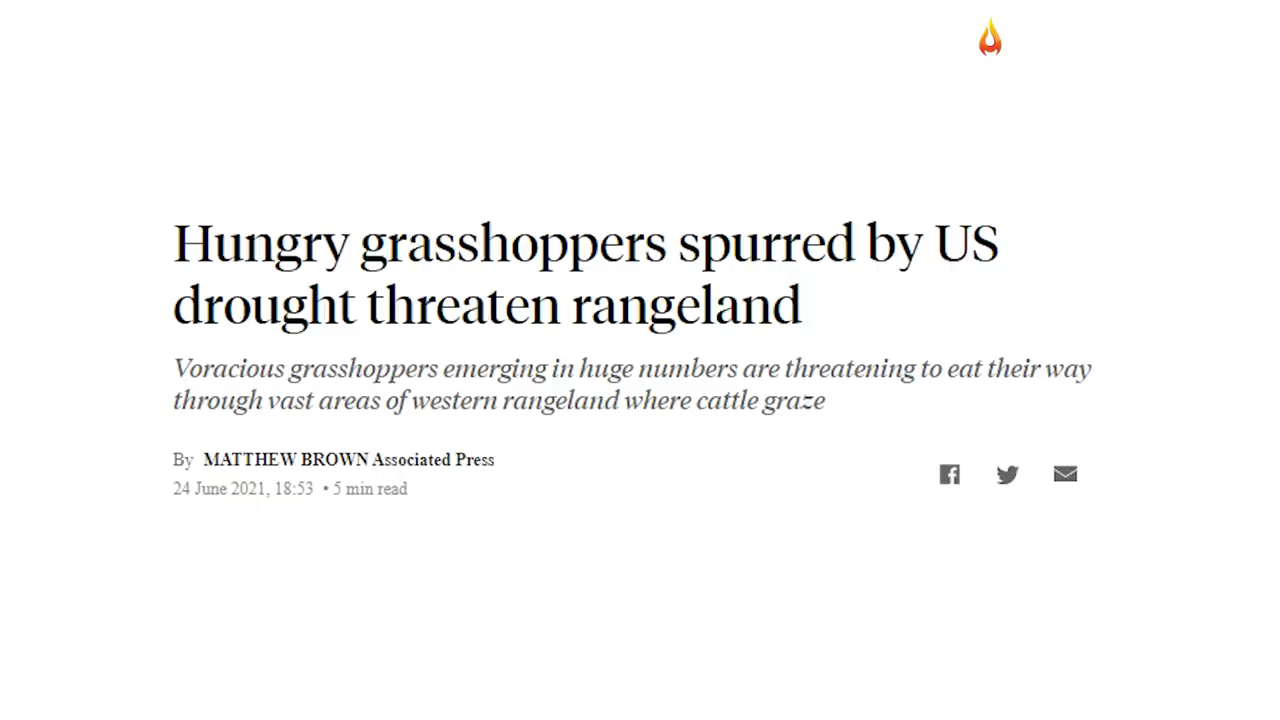 Hungry grasshoppers spurred by US
drought threaten rangeland
Voracious grasshoppers emerging in huge numbers are threatening to eat their way
through vast areas of western rangeland where cattle graze
By MATTHEW BROWN Associated Press
24 June 2021, 18:53 • 5 min read